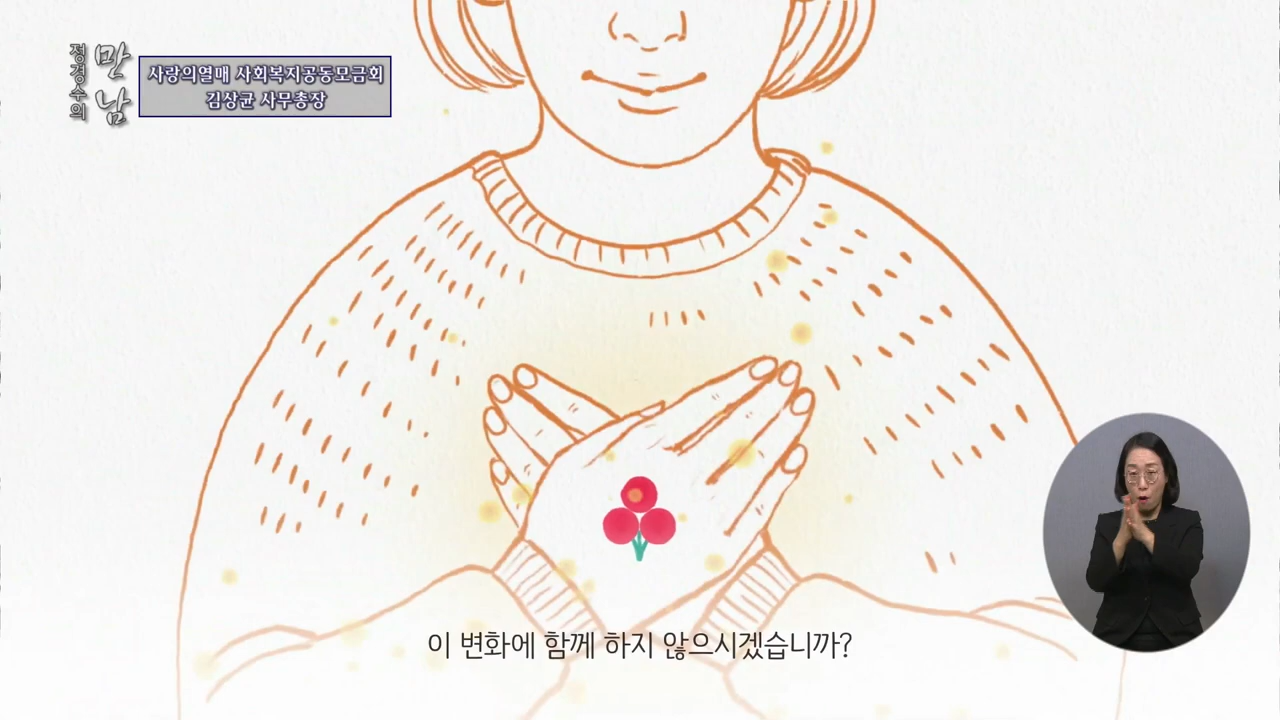 정경수의
만남
사랑의열매 사회복지공동모금회
김상균 사무총장
이 변화에 함께 하지 않으시겠습니까?